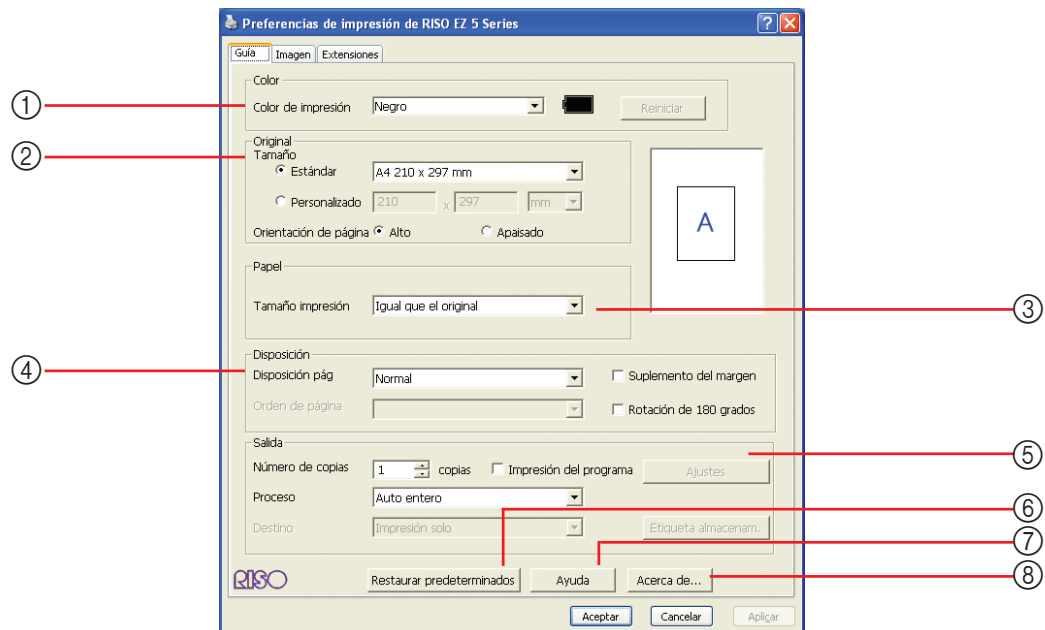 Preferencias de impresión de RISO EZ 5 Series
Guía Imagen Extensiones
Color
① Color de impresión Negro Reiniciar
② Original
Tamaño
Estándar A4 210 x 297 mm
Personalizado 210 x 297 mm
Orientación de página Alto Apaisado
A
Papel
Tamaño impresión Igual que el original ③
Disposición
④ Disposición pág Normal Suplemento del margen
Orden de página Rotación de 180 grados
Salida
⑤
Número de copias 1 copias Impresión del programa Ajustes
Proceso Auto entero
⑥
Destino Impresión solo Etiqueta almacenam.
⑦
RISO Restaurar predeterminados Ayuda Acerca de... ⑧
Aceptar Cancelar Aplicar